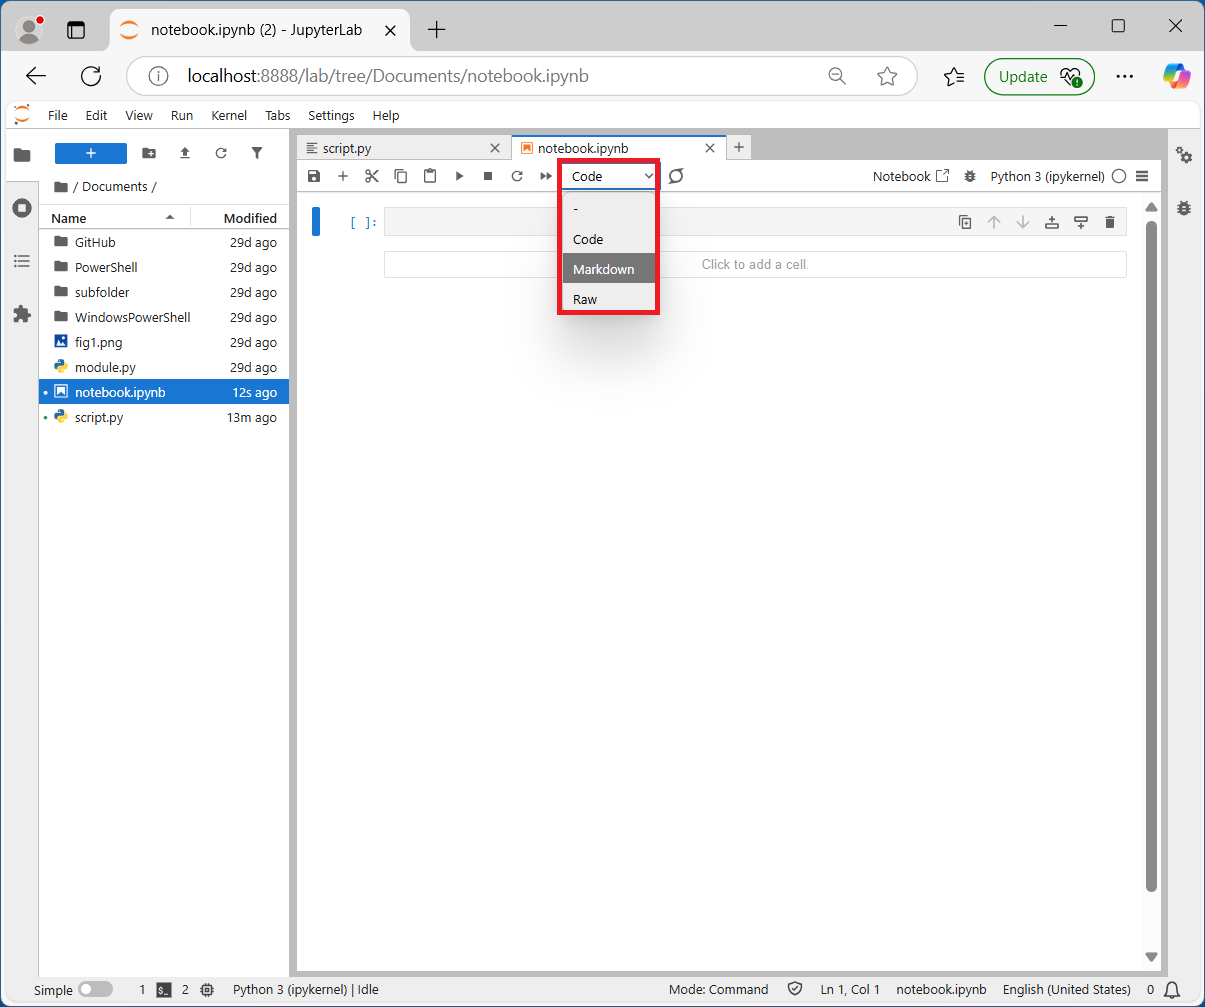 notebook.ipynb (2) - JupyterLab
localhost:8888/lab/tree/Documents/notebook.ipynb
Update
File Edit View Run Kernel Tabs Settings Help
script.py
notebook.ipynb
/ Documents /
Code
Notebook
Python 3 (ipykernel)
Name Modified
GitHub 29d ago
PowerShell 29d ago
subfolder 29d ago
WindowsPowerShell 29d ago
fig1.png 29d ago
module.py 29d ago
notebook.ipynb 12s ago
script.py 13m ago
[ ]:
-
Code
Markdown
Raw
Click to add a cell.
Simple 1 2 Python 3 (ipykernel) | Idle Mode: Command Ln 1, Col 1 notebook.ipynb English (United States) 0